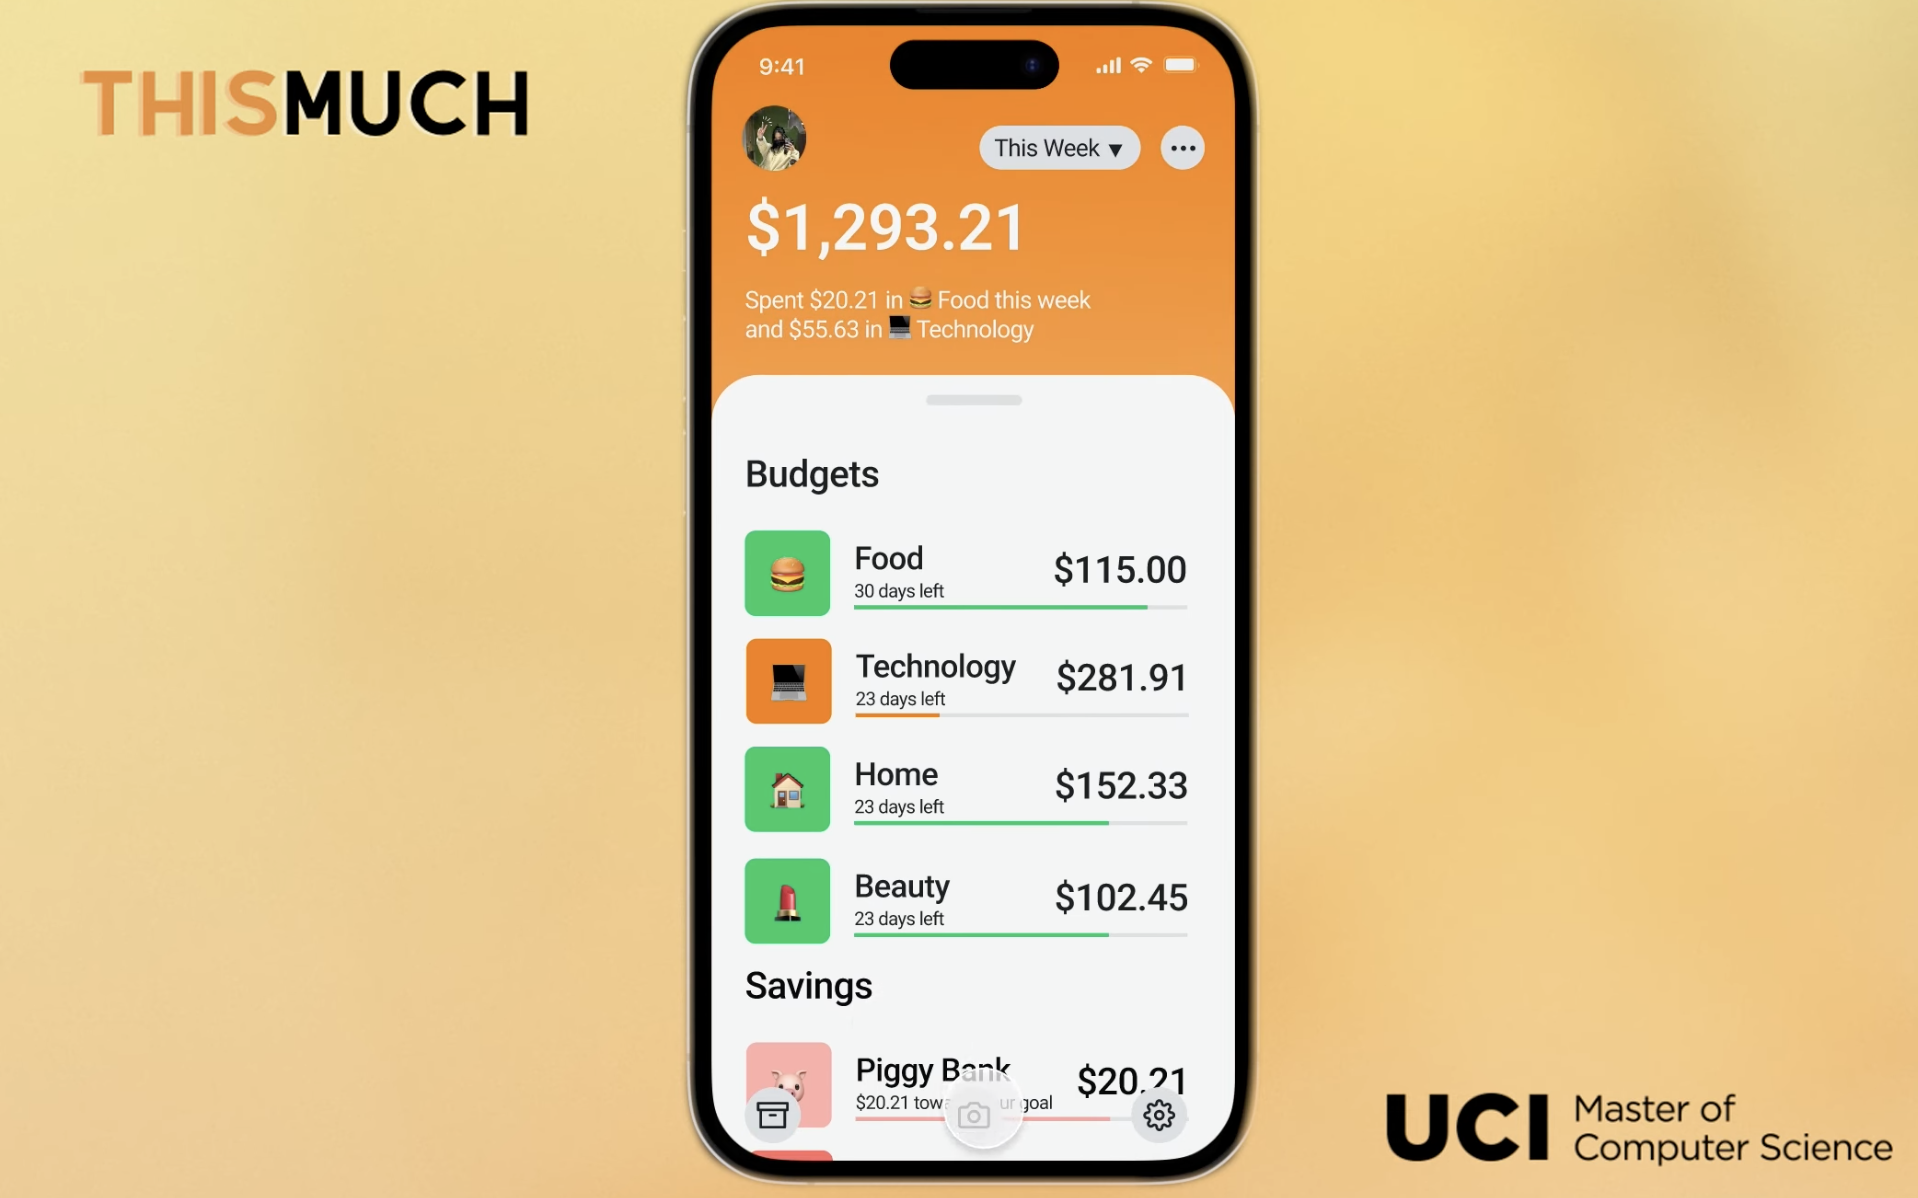 THISMUCH
9:41
This Week ▼
$1,293.21
Spent $20.21 in 🍔 Food this week
and $55.63 in 💻 Technology
Budgets
Food
$115.00
30 days left
Technology
$281.91
23 days left
Home
$152.33
23 days left
Beauty
$102.45
23 days left
Savings
Piggy Bank
$20.21
$20.21 goal
UCI Master of
Computer Science